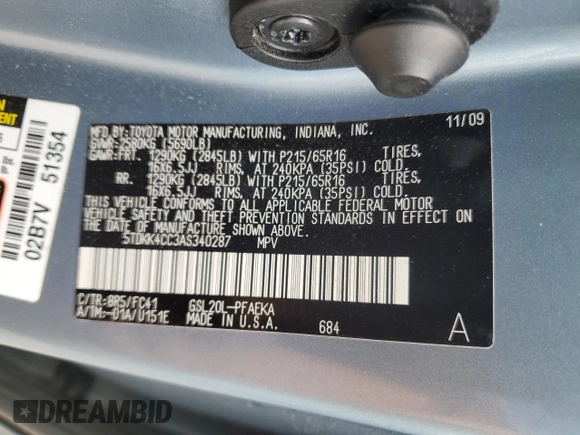 11/09
MFD.BY:TOYOTA MOTOR MANUFACTURING, INDIANA, INC.
GVWR:2580KG (5690LB)
GAWR:FRT. 1290KG (2845LB) WITH P215/65R16 TIRES,
16X6.5JJ RIMS, AT 240KPA (35PSI) COLD.
RR. 1290KG (2845LB) WITH P215/65R16 TIRES,
16X6.5JJ RIMS, AT 240KPA (35PSI) COLD.
THIS VEHICLE CONFORMS TO ALL APPLICABLE FEDERAL MOTOR
VEHICLE SAFETY AND THEFT PREVENTION STANDARDS IN EFFECT ON
THE DATE OF MANUFACTURE SHOWN ABOVE.
5TDKK4CC3AS340287 MPV
C/TR:8R5/FC41 GSL20L-PFAEKA
A/TM:-01A/U151E MADE IN U.S.A. 684 A
02B7V 51354
lbs.
DREAMBID